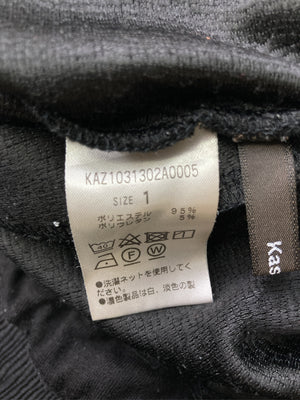 KAZ1031302A0005
SIZE 1
ポリエステル 95%
ポリウレタン 5%
40
F W
●洗濯ネットを使用してく
ださい。
●濃色の製品は白、淡色の製
Kas